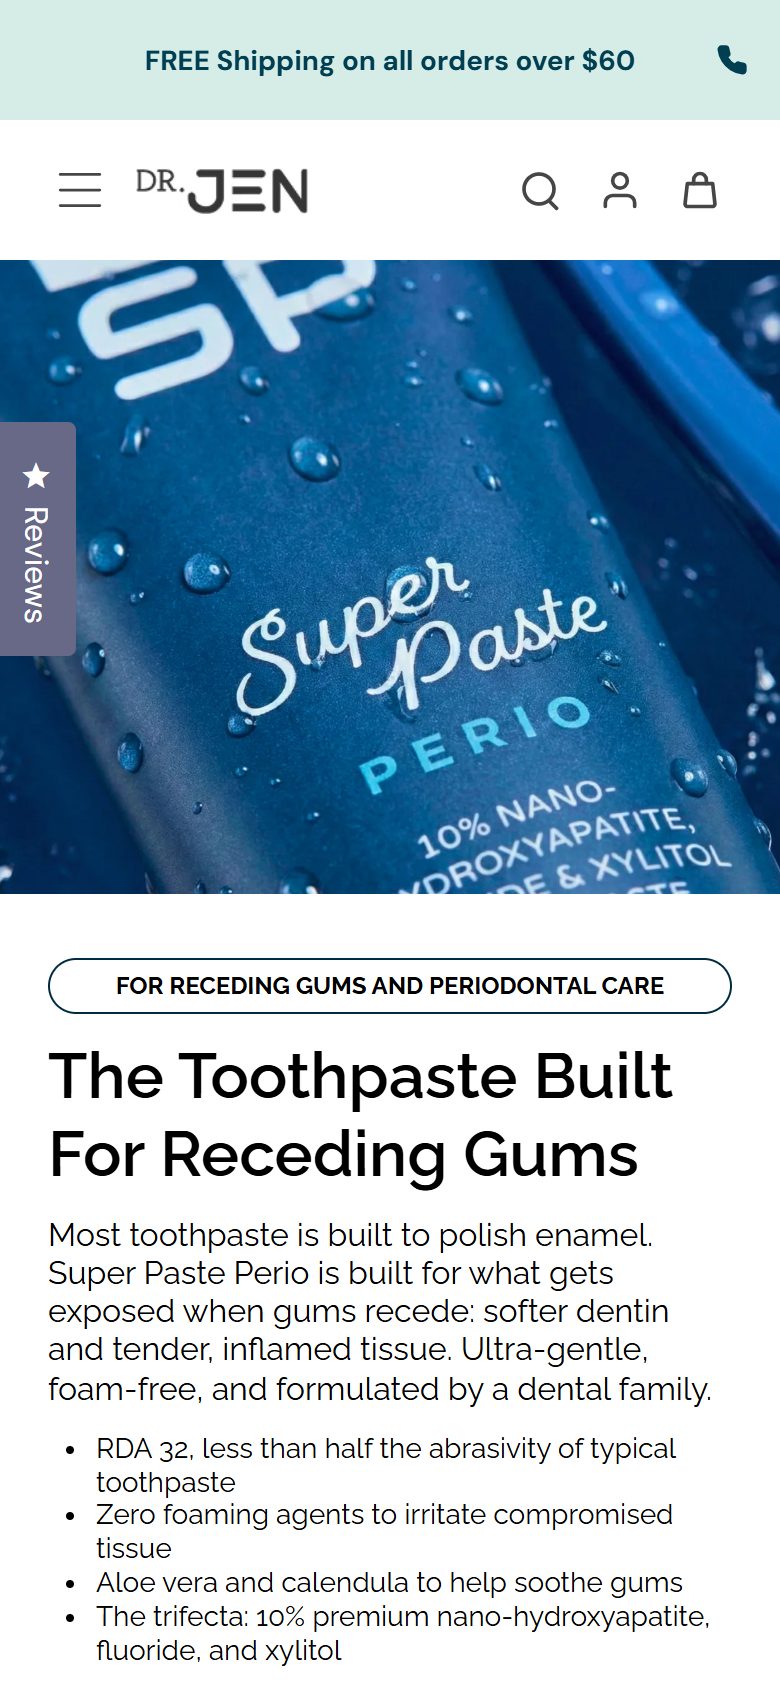 FREE Shipping on all orders over $60
DR. JEN
SP
Reviews
Super
Paste
PERIO
10% NANO-
& XYLITOL
FOR RECEDING GUMS AND PERIODONTAL CARE
The Toothpaste Built
For Receding Gums
Most toothpaste is built to polish enamel.
Super Paste Perio is built for what gets
exposed when gums recede: softer dentin
and tender, inflamed tissue. Ultra-gentle,
foam-free, and formulated by a dental family.
• RDA 32, less than half the abrasivity of typical
toothpaste
• Zero foaming agents to irritate compromised
tissue
• Aloe vera and calendula to help soothe gums
• The trifecta: 10% premium nano-hydroxyapatite,
fluoride, and xylitol